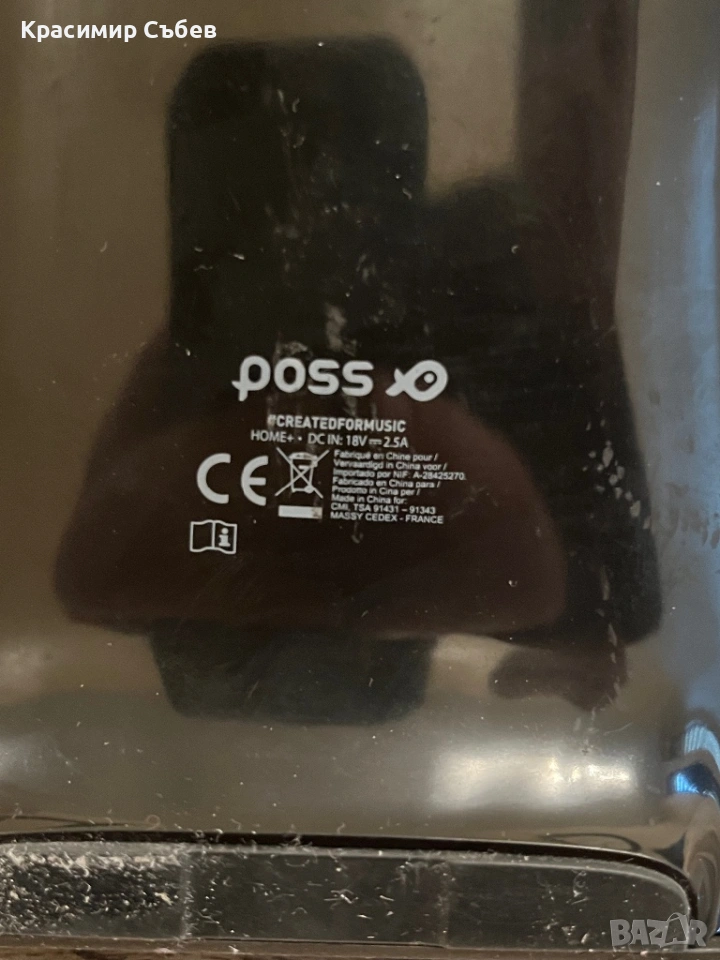 Красимир Събев
poss
#CREATEDFORMUSIC
HOME+ • DC IN: 18V ⎓ 2.5A
Fabriqué en Chine pour /
Vervaardigd in China voor /
Importado por NIF: A-28425270.
Fabricado en China para /
Prodotto in Cina per /
Made in China for:
CMI, TSA 91431 – 91343
MASSY CEDEX - FRANCE
CE
i
BAZAR